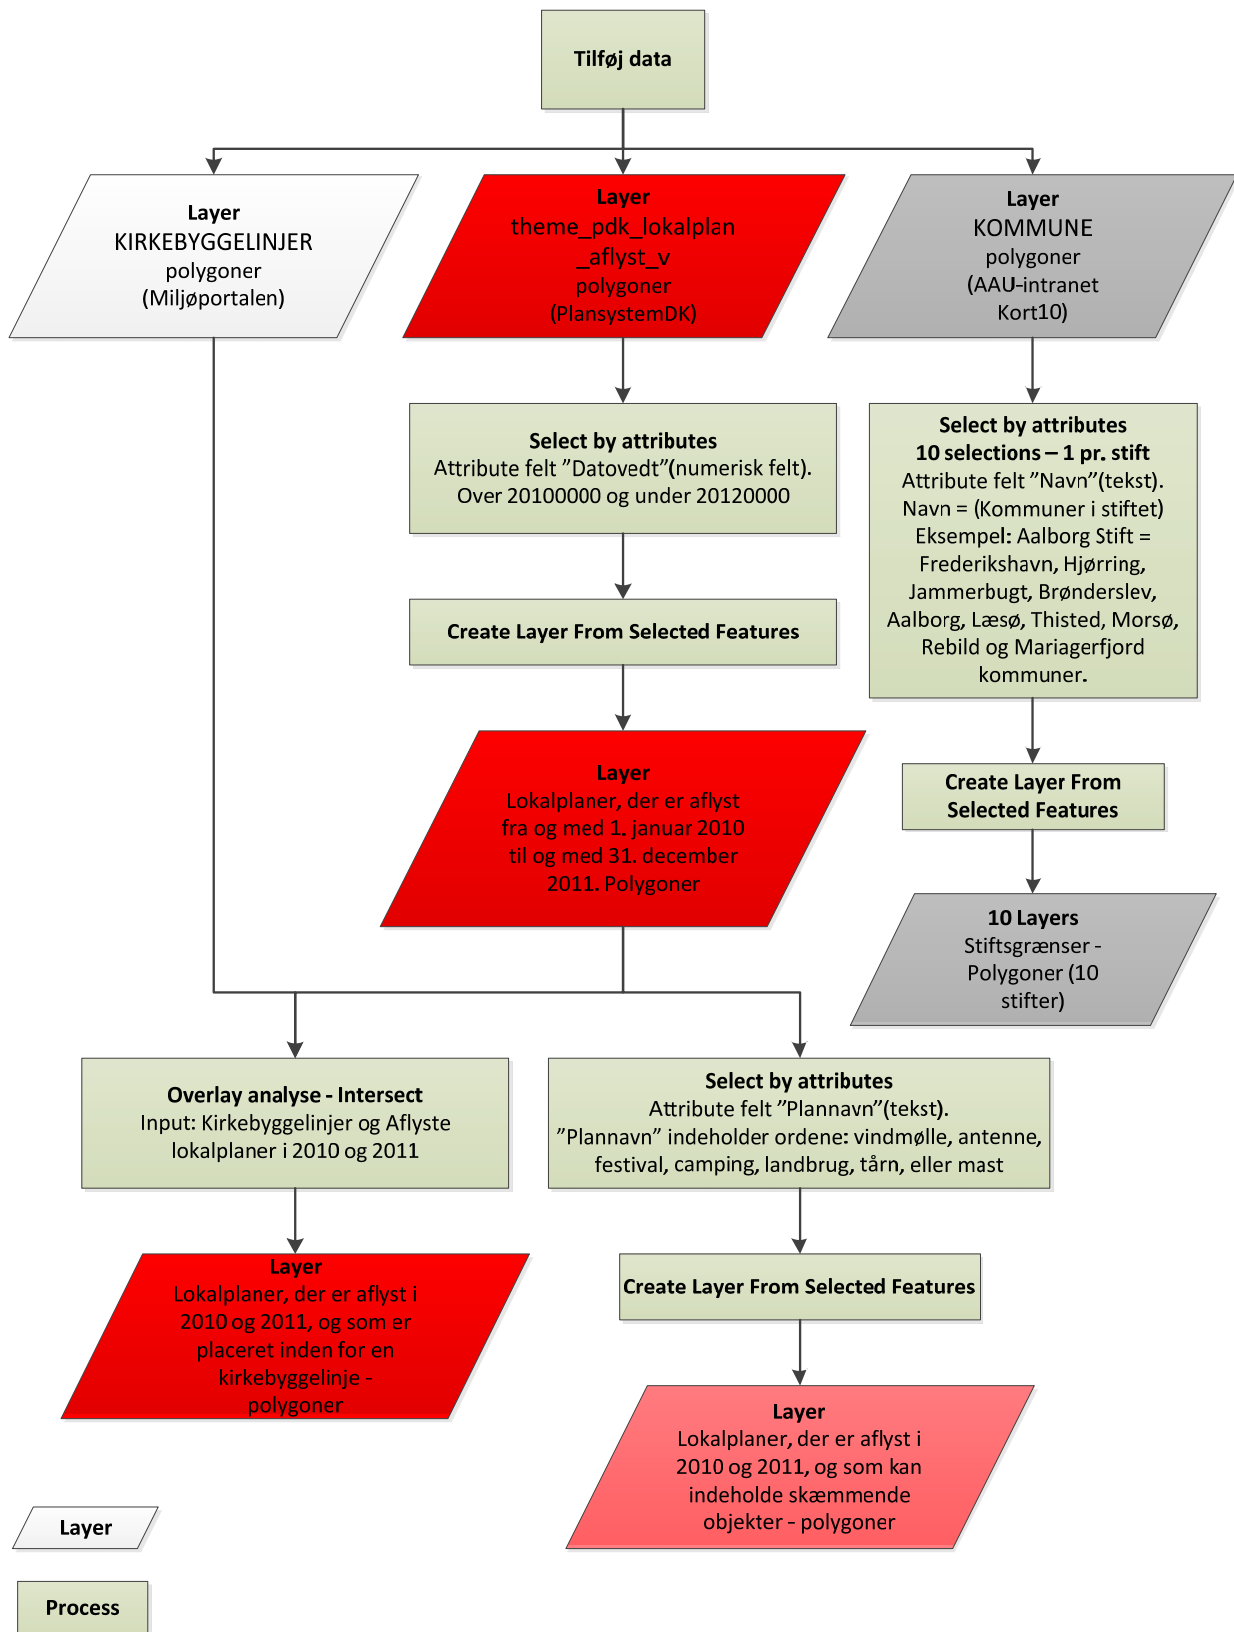 Tilføj data
Layer
KIRKEBYGGELINJER
polygoner
(Miljøportalen)
Layer
theme_pdk_lokalplan
_aflyst_v
polygoner
(PlansystemDK)
Layer
KOMMUNE
polygoner
(AAU-intranet
Kort10)
Select by attributes
Attribute felt ”Datovedt”(numerisk felt).
Over 20100000 og under 20120000
Select by attributes
10 selections – 1 pr. stift
Attribute felt ”Navn”(tekst).
Navn = (Kommuner i stiftet)
Eksempel: Aalborg Stift =
Frederikshavn, Hjørring,
Jammerbugt, Brønderslev,
Aalborg, Læsø, Thisted, Morsø,
Rebild og Mariagerfjord
kommuner.
Create Layer From Selected Features
Layer
Lokalplaner, der er aflyst
fra og med 1. januar 2010
til og med 31. december
2011. Polygoner
Create Layer From
Selected Features
10 Layers
Stiftsgrænser -
Polygoner (10
stifter)
Overlay analyse - Intersect
Input: Kirkebyggelinjer og Aflyste
lokalplaner i 2010 og 2011
Select by attributes
Attribute felt ”Plannavn”(tekst).
”Plannavn” indeholder ordene: vindmølle, antenne,
festival, camping, landbrug, tårn, eller mast
Layer
Lokalplaner, der er aflyst i
2010 og 2011, og som er
placeret inden for en
kirkebyggelinje -
polygoner
Create Layer From Selected Features
Layer
Lokalplaner, der er aflyst i
2010 og 2011, og som kan
indeholde skæmmende
objekter - polygoner
Layer
Process